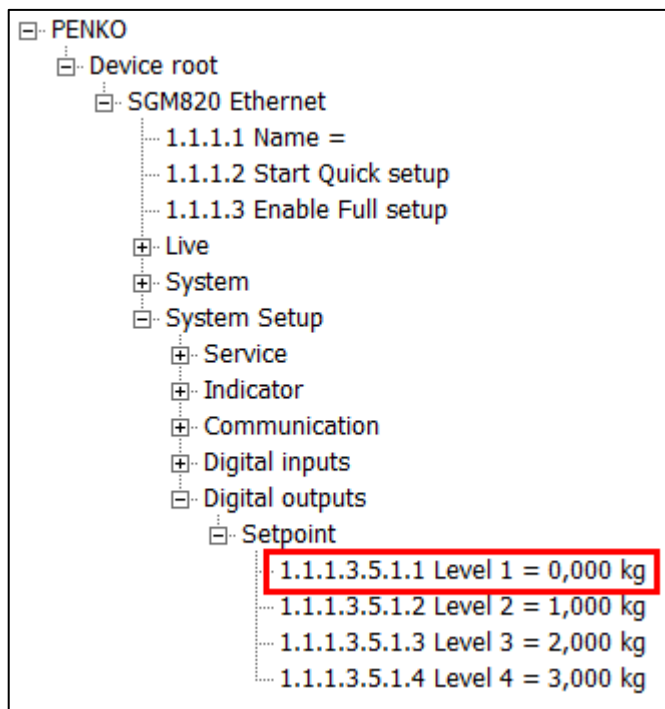 PENKO
Device root
SGM820 Ethernet
1.1.1.1 Name =
1.1.1.2 Start Quick setup
1.1.1.3 Enable Full setup
Live
System
System Setup
Service
Indicator
Communication
Digital inputs
Digital outputs
Setpoint
1.1.1.3.5.1.1 Level 1 = 0,000 kg
1.1.1.3.5.1.2 Level 2 = 1,000 kg
1.1.1.3.5.1.3 Level 3 = 2,000 kg
1.1.1.3.5.1.4 Level 4 = 3,000 kg